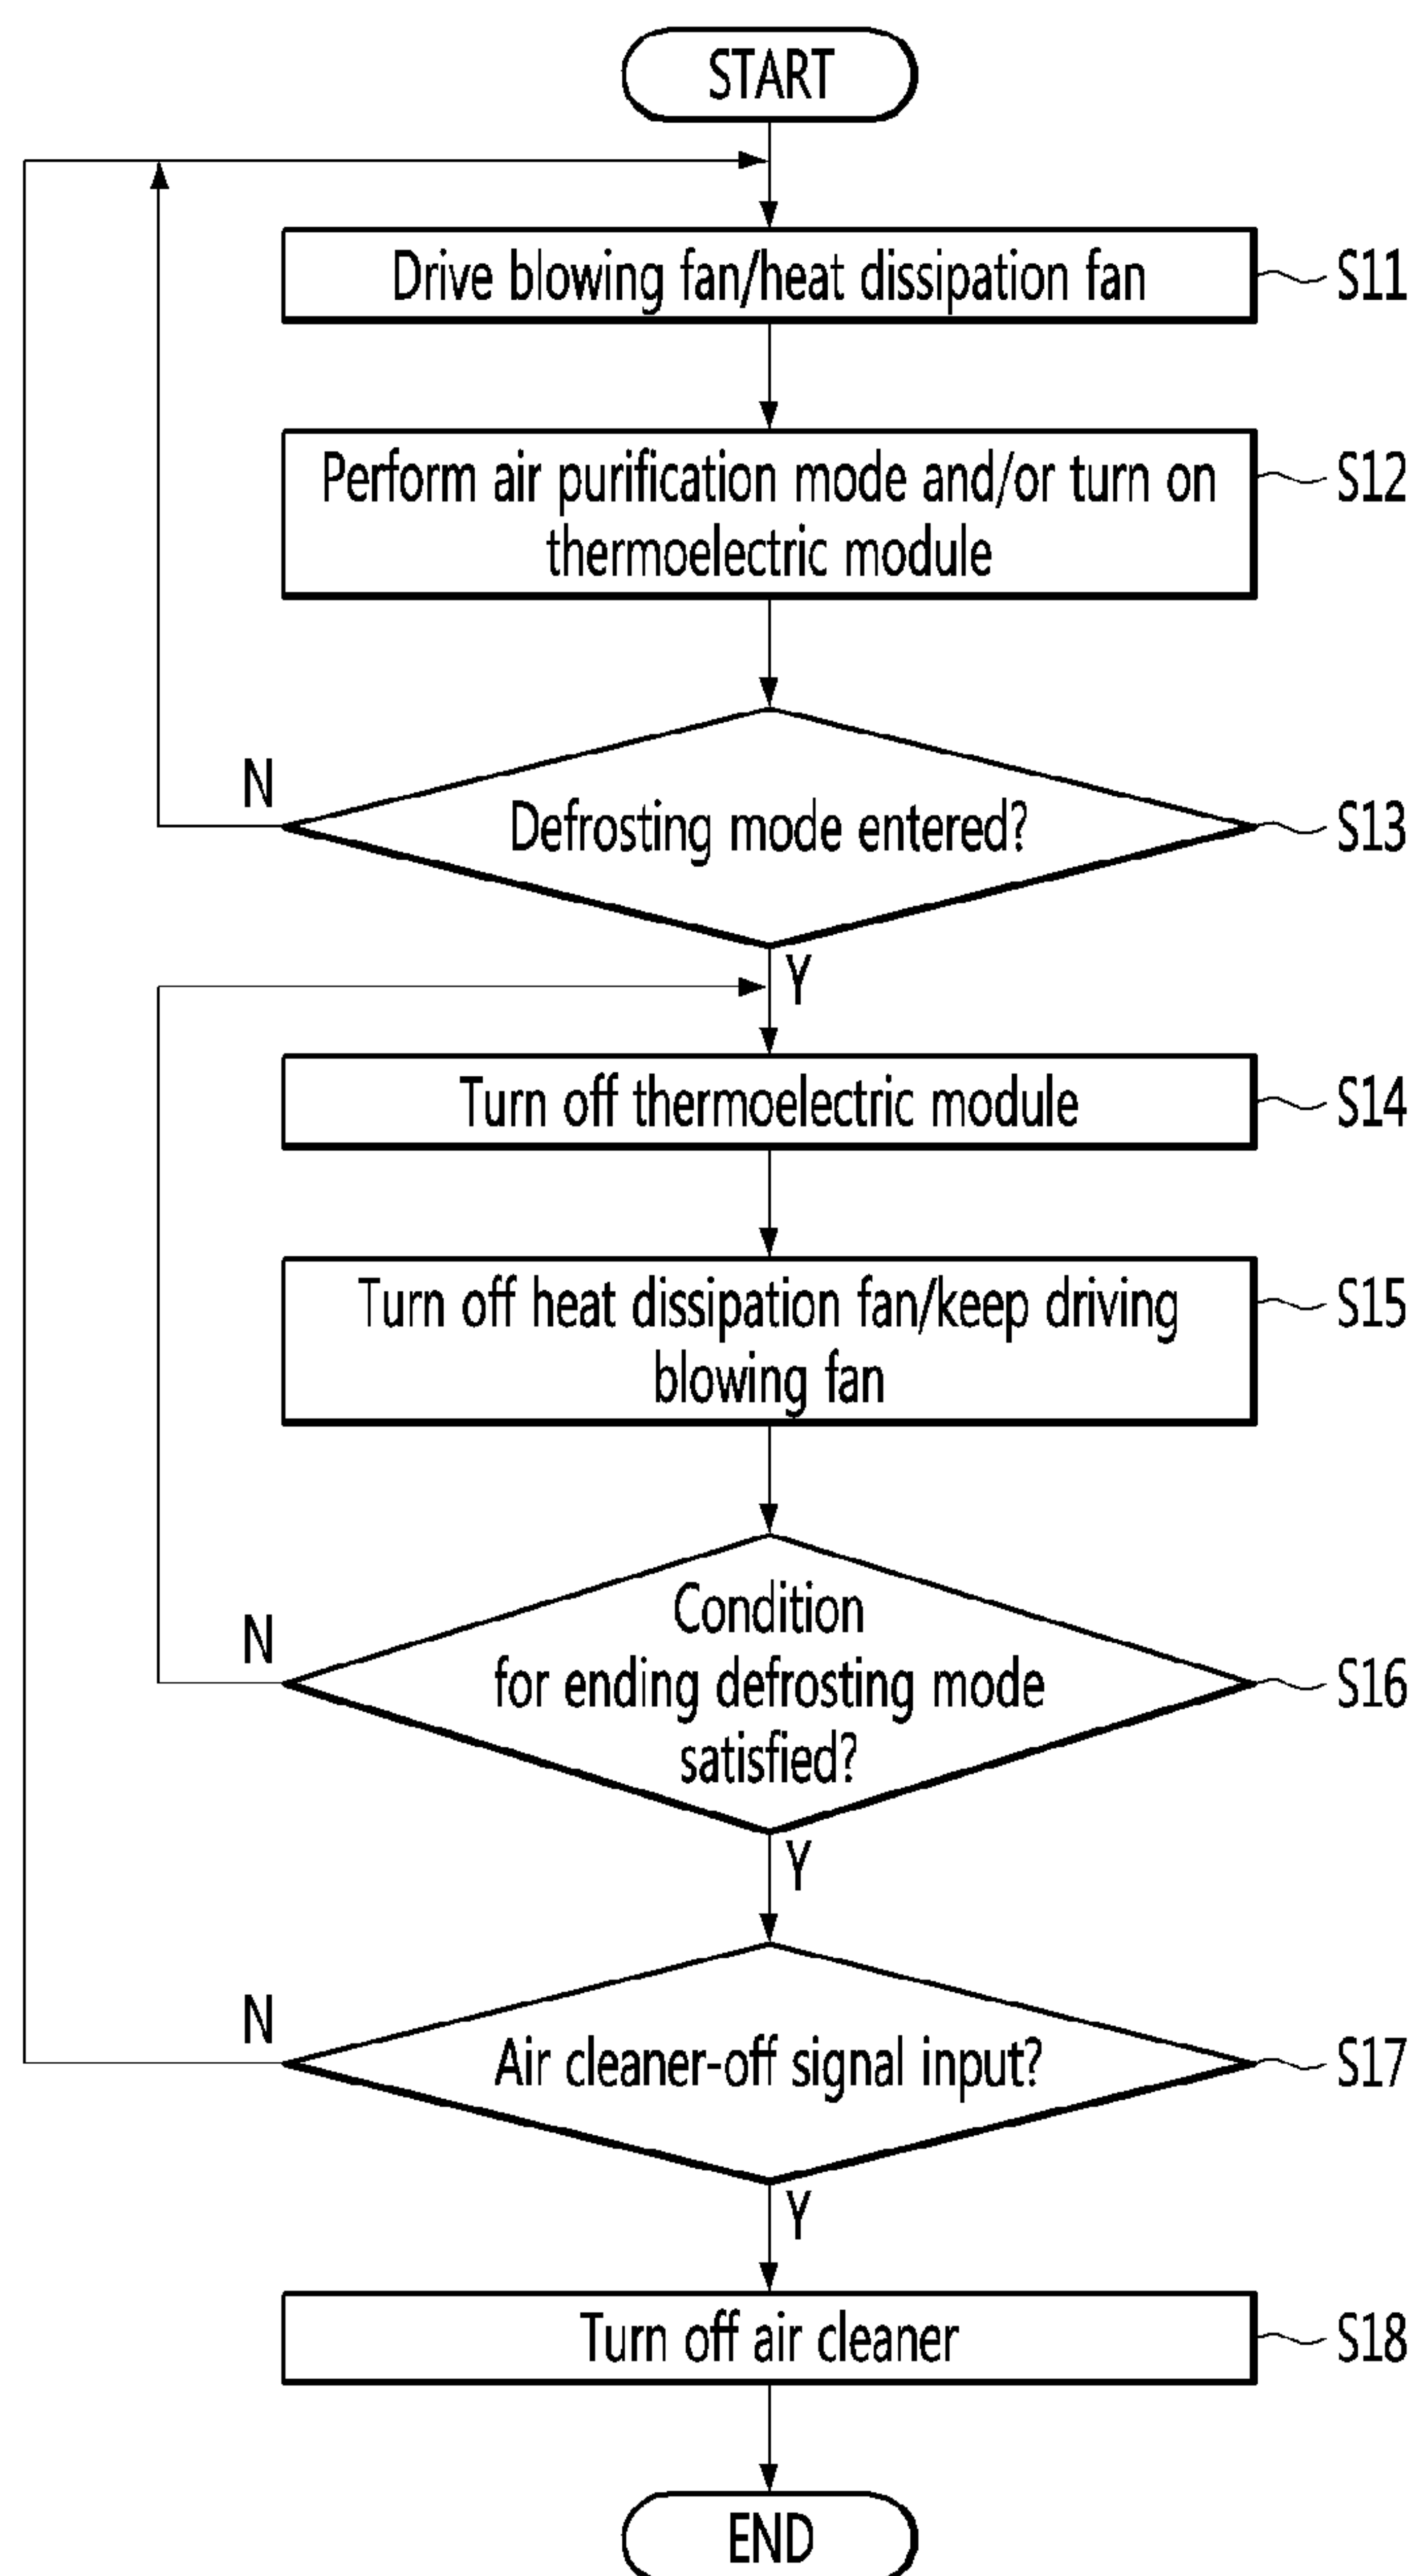 START
Drive blowing fan/heat dissipation fan
S11
Perform air purification mode and/or turn on
thermoelectric module
S12
N
Defrosting mode entered?
S13
Y
Turn off thermoelectric module
S14
Turn off heat dissipation fan/keep driving
blowing fan
S15
N
Condition
for ending defrosting mode
satisfied?
S16
Y
N
Air cleaner-off signal input?
S17
Y
Turn off air cleaner
S18
END